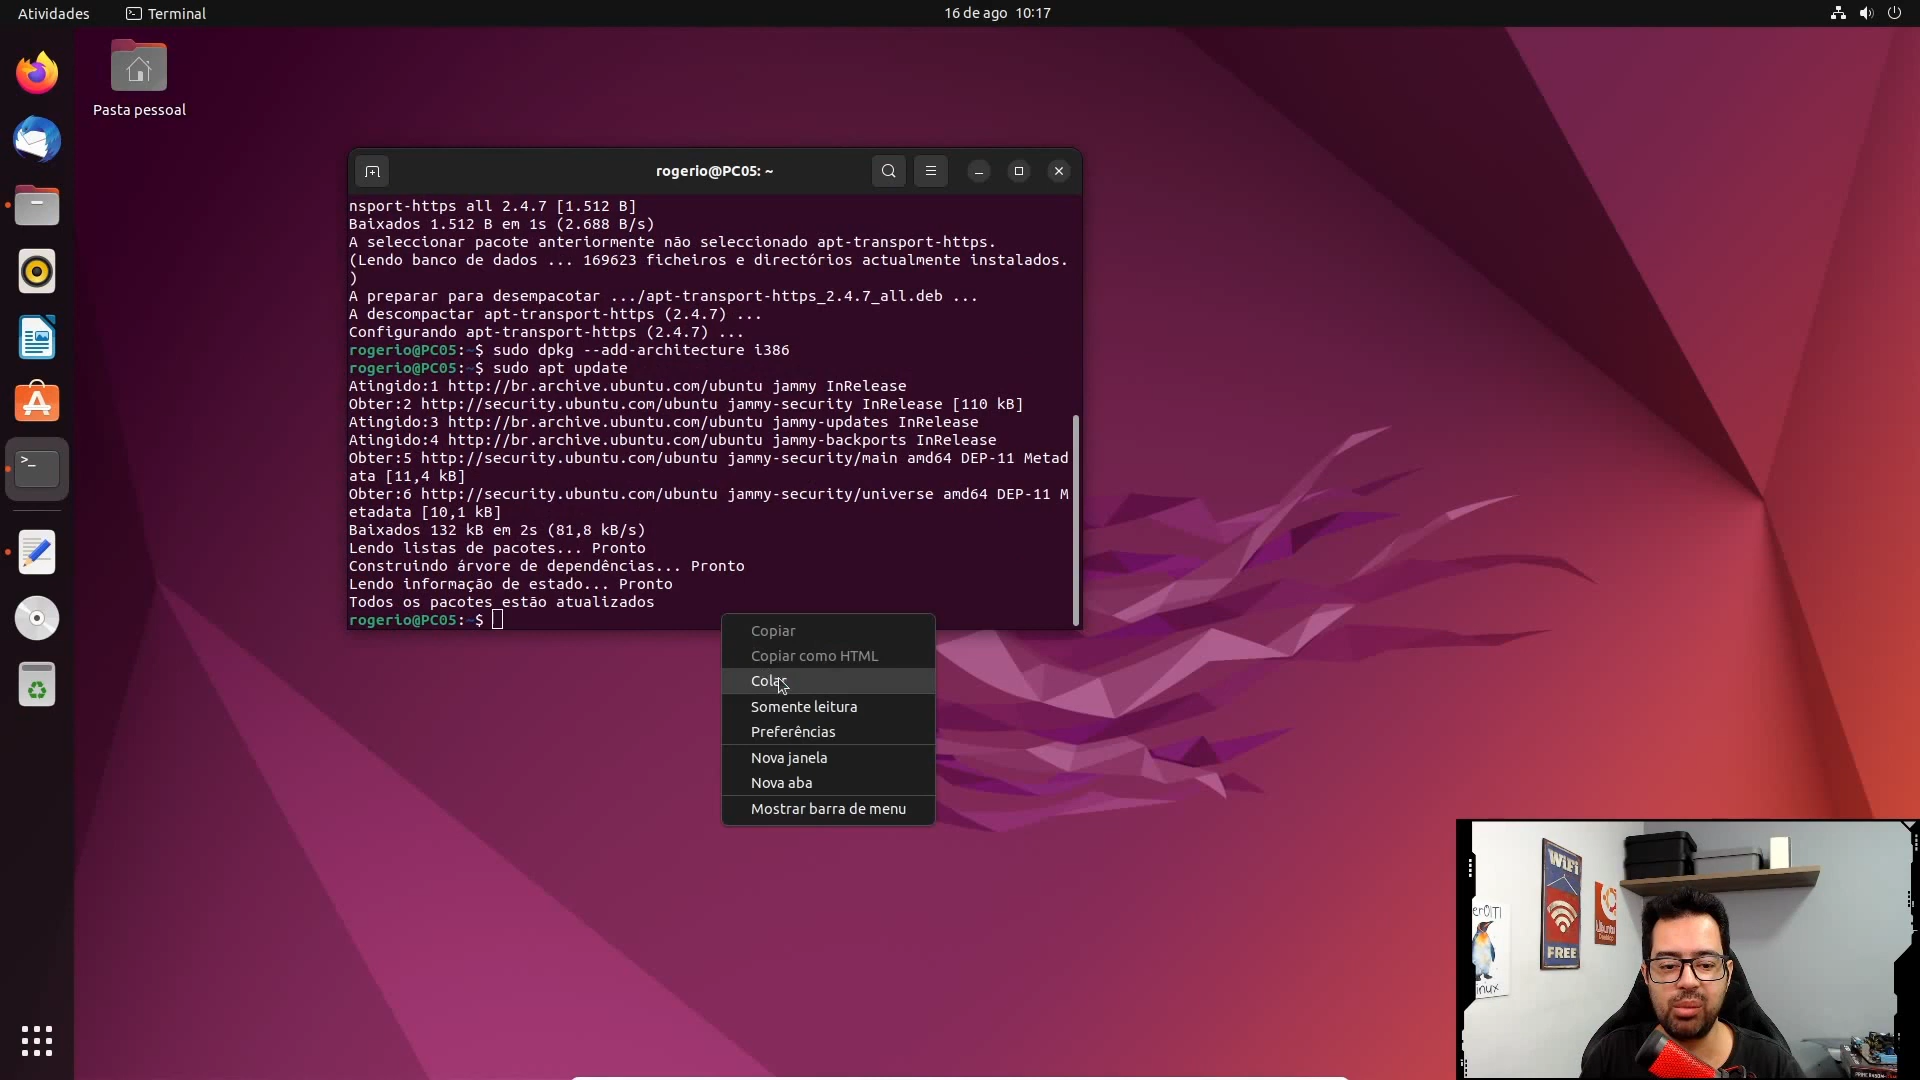 Atividades
Terminal
16 de ago 10:17
Pasta pessoal
rogerio@PC05: ~
nsport-https all 2.4.7 [1.512 B]
Baixados 1.512 B em 1s (2.688 B/s)
A seleccionar pacote anteriormente não seleccionado apt-transport-https.
(Lendo banco de dados ... 169623 ficheiros e directórios actualmente instalados.
)
A preparar para desempacotar .../apt-transport-https_2.4.7_all.deb ...
A descompactar apt-transport-https (2.4.7) ...
Configurando apt-transport-https (2.4.7) ...
rogerio@PC05:~$ sudo dpkg --add-architecture i386
rogerio@PC05:~$ sudo apt update
Atingido:1 http://br.archive.ubuntu.com/ubuntu jammy InRelease
Obter:2 http://security.ubuntu.com/ubuntu jammy-security InRelease [110 kB]
Atingido:3 http://br.archive.ubuntu.com/ubuntu jammy-updates InRelease
Atingido:4 http://br.archive.ubuntu.com/ubuntu jammy-backports InRelease
Obter:5 http://security.ubuntu.com/ubuntu jammy-security/main amd64 DEP-11 Metad
ata [11,4 kB]
Obter:6 http://security.ubuntu.com/ubuntu jammy-security/universe amd64 DEP-11 M
etadata [10,1 kB]
Baixados 132 kB em 2s (81,8 kB/s)
Lendo listas de pacotes... Pronto
Construindo árvore de dependências... Pronto
Lendo informação de estado... Pronto
Todos os pacotes estão atualizados
rogerio@PC05:~$
Copiar
Copiar como HTML
Colar
Somente leitura
Preferências
Nova janela
Nova aba
Mostrar barra de menu
WiFi
FREE
Ubuntu
erOITI
inux